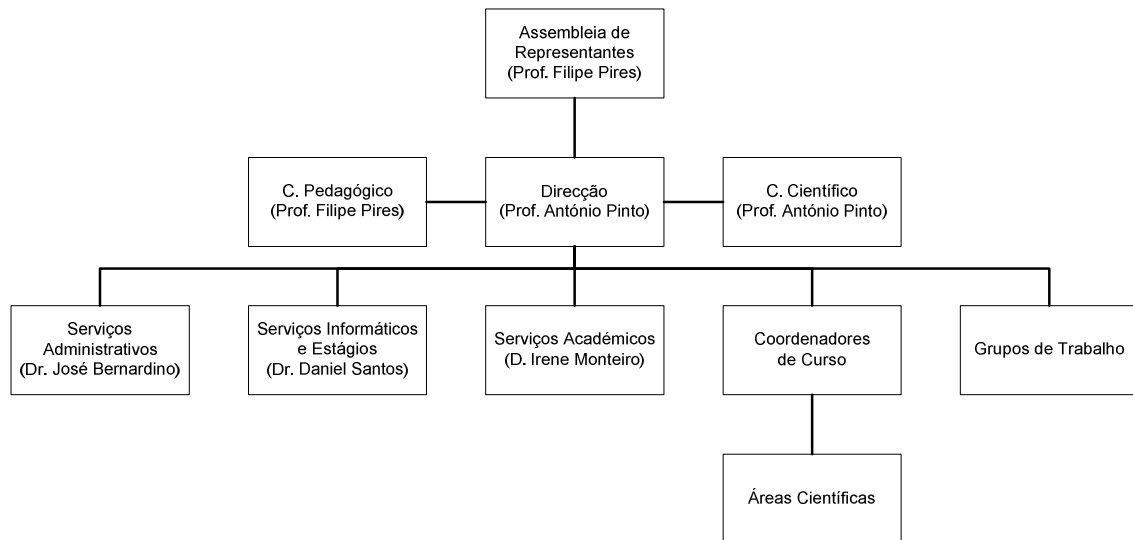 Assembleia de
Representantes
(Prof. Filipe Pires)
C. Pedagógico
(Prof. Filipe Pires)
Direcção
(Prof. António Pinto)
C. Científico
(Prof. António Pinto)
Serviços
Administrativos
(Dr. José Bernardino)
Serviços Informáticos
e Estágios
(Dr. Daniel Santos)
Serviços Académicos
(D. Irene Monteiro)
Coordenadores
de Curso
Grupos de Trabalho
Áreas Científicas